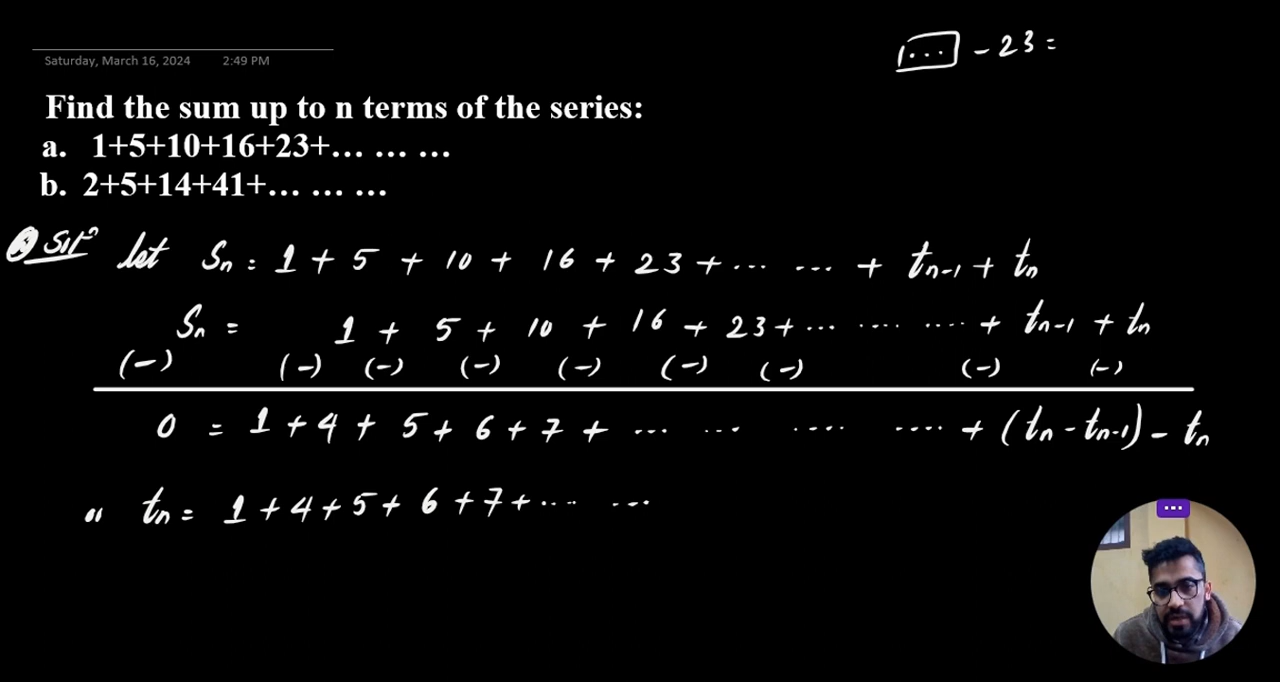 Saturday, March 16, 2024 2:49 PM
... - 23 =
Find the sum up to n terms of the series:
a. 1+5+10+16+23+… … …
b. 2+5+14+41+… … …
a) Solⁿ let Sₙ = 1 + 5 + 10 + 16 + 23 + ... ... + tₙ₋₁ + tₙ
Sₙ = 1 + 5 + 10 + 16 + 23 + ... .... .... + tₙ₋₁ + tₙ
(-) (-) (-) (-) (-) (-) (-) (-) (-)
0 = 1 + 4 + 5 + 6 + 7 + ... ... .... .... + (tₙ - tₙ₋₁) - tₙ
tₙ = 1 + 4 + 5 + 6 + 7 + ... ...